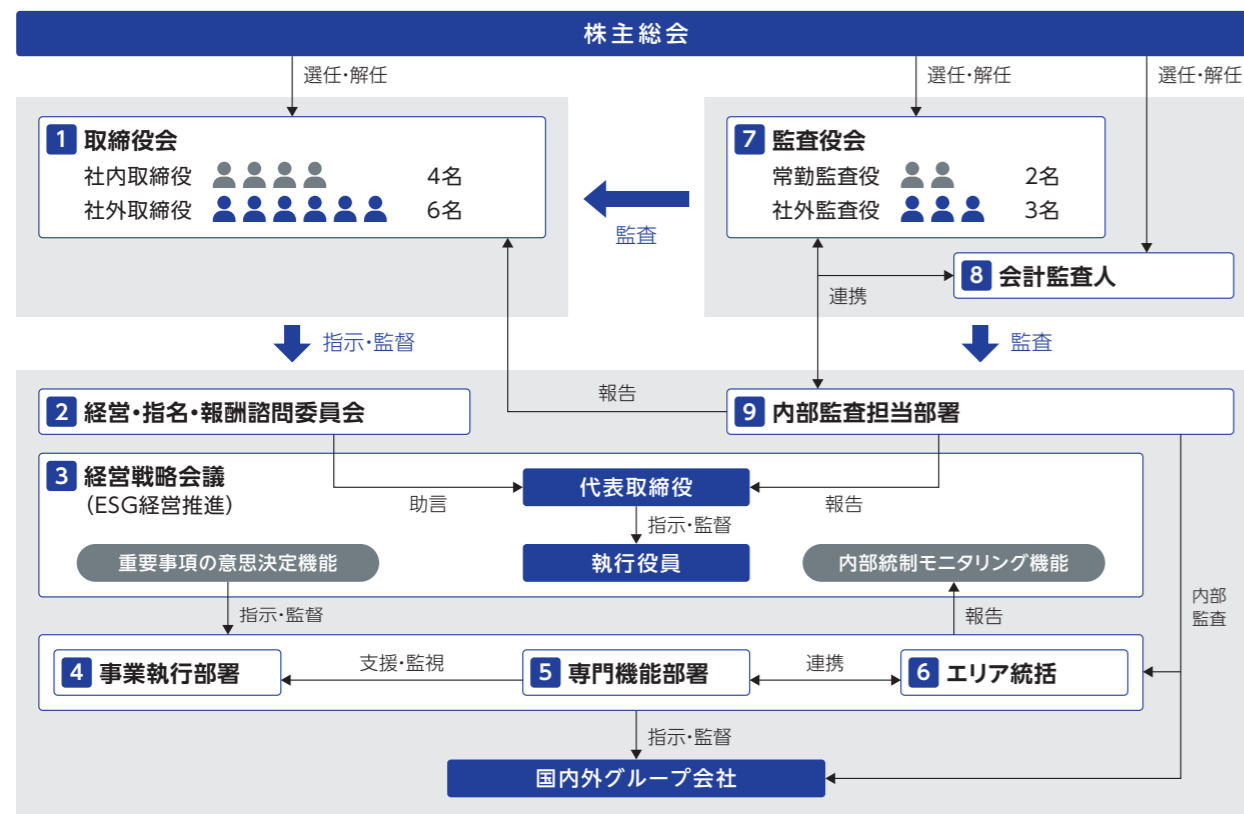 株主総会
選任・解任
選任・解任
選任・解任
1 取締役会
社内取締役 4名
社外取締役 6名
監査
7 監査役会
常勤監査役 2名
社外監査役 3名
8 会計監査人
連携
指示・監督
監査
2 経営・指名・報酬諮問委員会
報告
9 内部監査担当部署
3 経営戦略会議
(ESG経営推進)
助言
代表取締役
報告
指示・監督
執行役員
重要事項の意思決定機能
内部統制モニタリング機能
指示・監督
報告
内部
監査
4 事業執行部署
支援・監視
5 専門機能部署
連携
6 エリア統括
指示・監督
国内外グループ会社